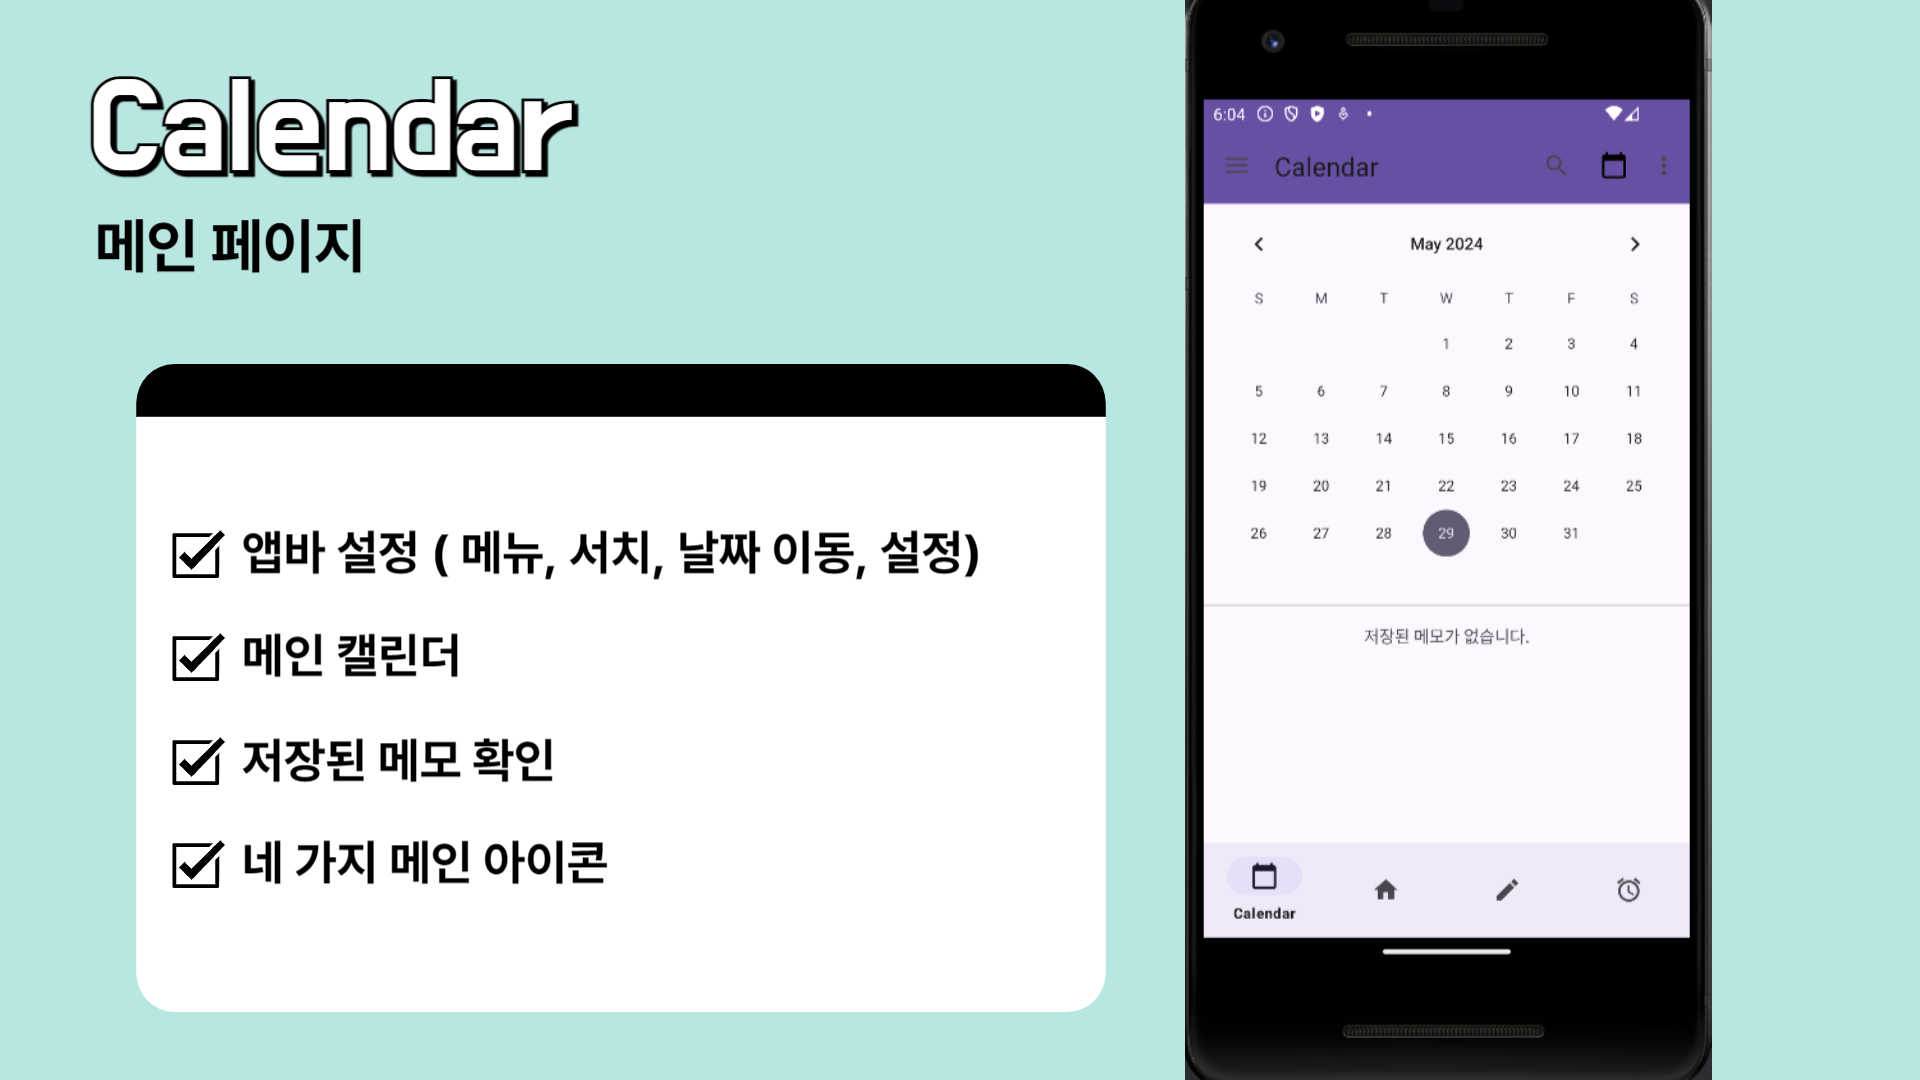 Calendar
메인 페이지
앱바 설정 ( 메뉴, 서치, 날짜 이동, 설정)
메인 캘린더
저장된 메모 확인
네 가지 메인 아이콘
6:04
Calendar
May 2024
S M T W T F S
1 2 3 4
5 6 7 8 9 10 11
12 13 14 15 16 17 18
19 20 21 22 23 24 25
26 27 28 29 30 31
저장된 메모가 없습니다.
Calendar